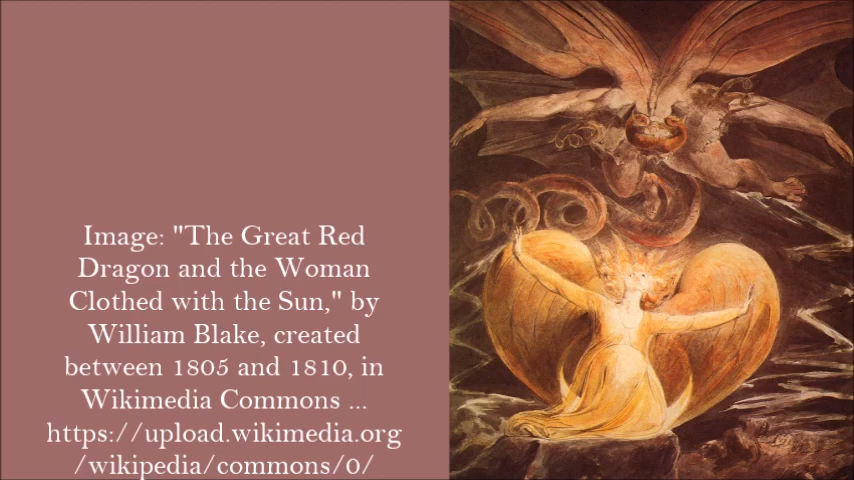 Image: "The Great Red
Dragon and the Woman
Clothed with the Sun," by
William Blake, created
between 1805 and 1810, in
Wikimedia Commons ...
https://upload.wikimedia.org
/wikipedia/commons/0/